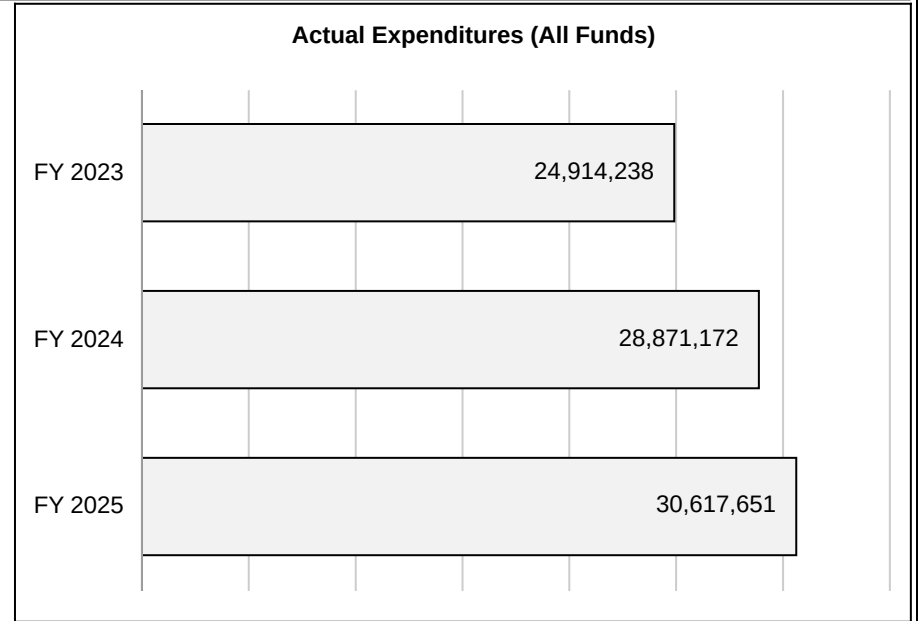 Actual Expenditures (All Funds)
FY 2023
24,914,238
FY 2024
28,871,172
FY 2025
30,617,651